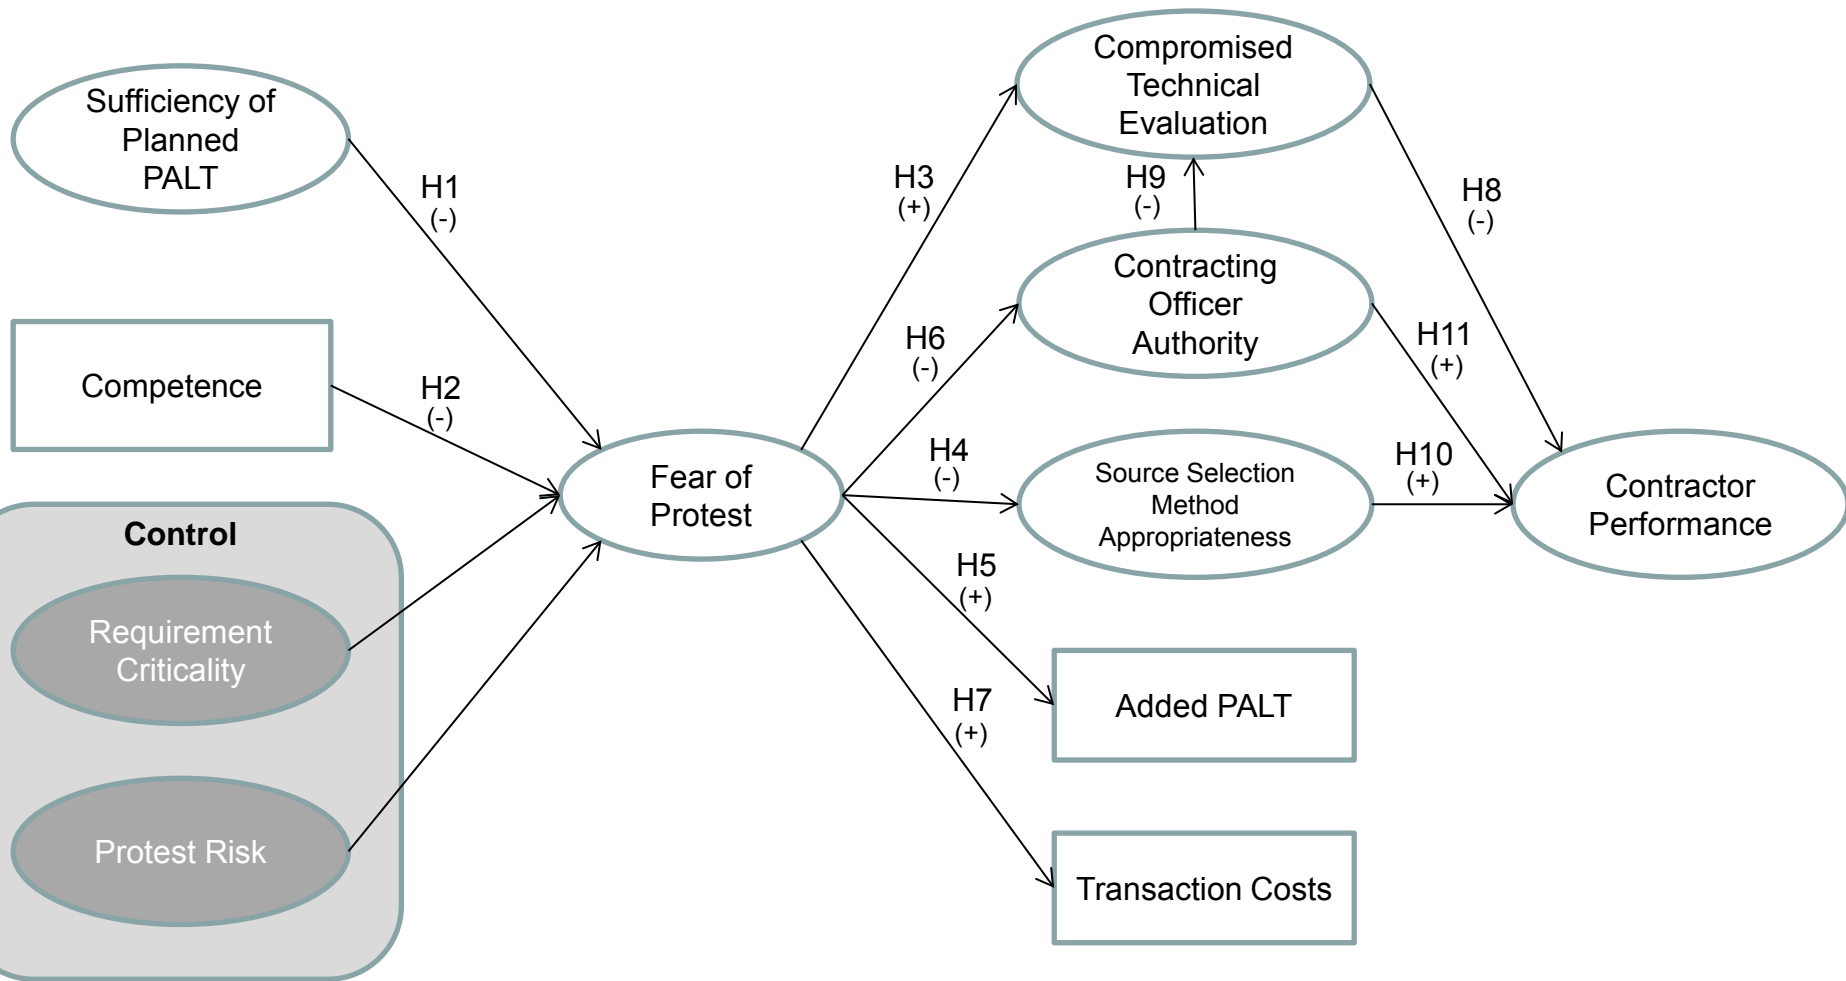 Sufficiency of
Planned
PALT
H1
(-)
Competence
H2
(-)
Control
Requirement
Criticality
Protest Risk
Fear of
Protest
H3
(+)
H6
(-)
H4
(-)
H5
(+)
H7
(+)
Compromised
Technical
Evaluation
H9
(-)
Contracting
Officer
Authority
Source Selection
Method
Appropriateness
Added PALT
Transaction Costs
H8
(-)
H11
(+)
H10
(+)
Contractor
Performance